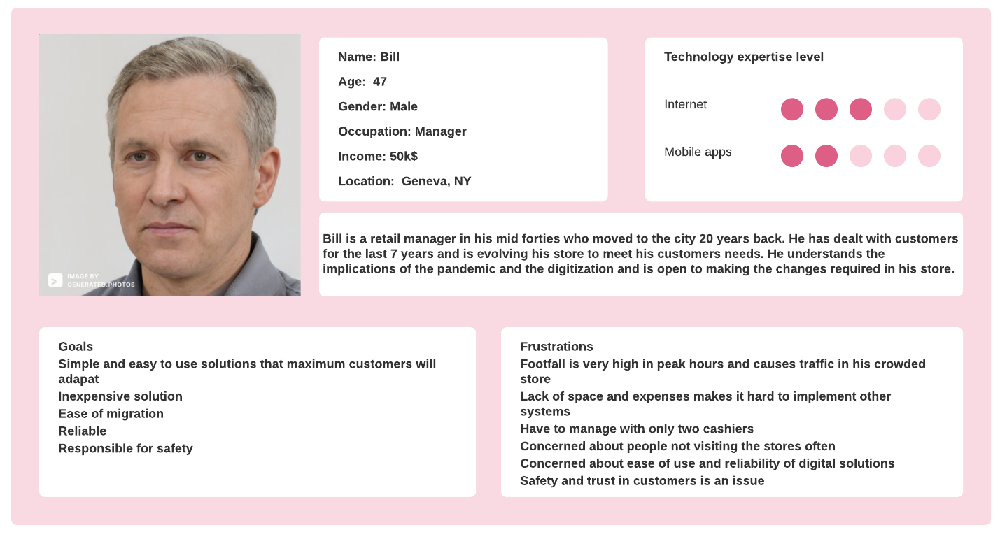 Name: Bill
Age:  47
Gender: Male
Occupation: Manager
Income: 50k$
Location:  Geneva, NY
Technology expertise level
Internet
Mobile apps
Bill is a retail manager in his mid forties who moved to the city 20 years back. He has dealt with customers
for the last 7 years and is evolving his store to meet his customers needs. He understands the
implications of the pandemic and the digitization and is open to making the changes required in his store.
IMAGE BY
GENERATED.PHOTOS
Goals
Simple and easy to use solutions that maximum customers will
adapat
Inexpensive solution
Ease of migration
Reliable
Responsible for safety
Frustrations
Footfall is very high in peak hours and causes traffic in his crowded
store
Lack of space and expenses makes it hard to implement other
systems
Have to manage with only two cashiers
Concerned about people not visiting the stores often
Concerned about ease of use and reliability of digital solutions
Safety and trust in customers is an issue